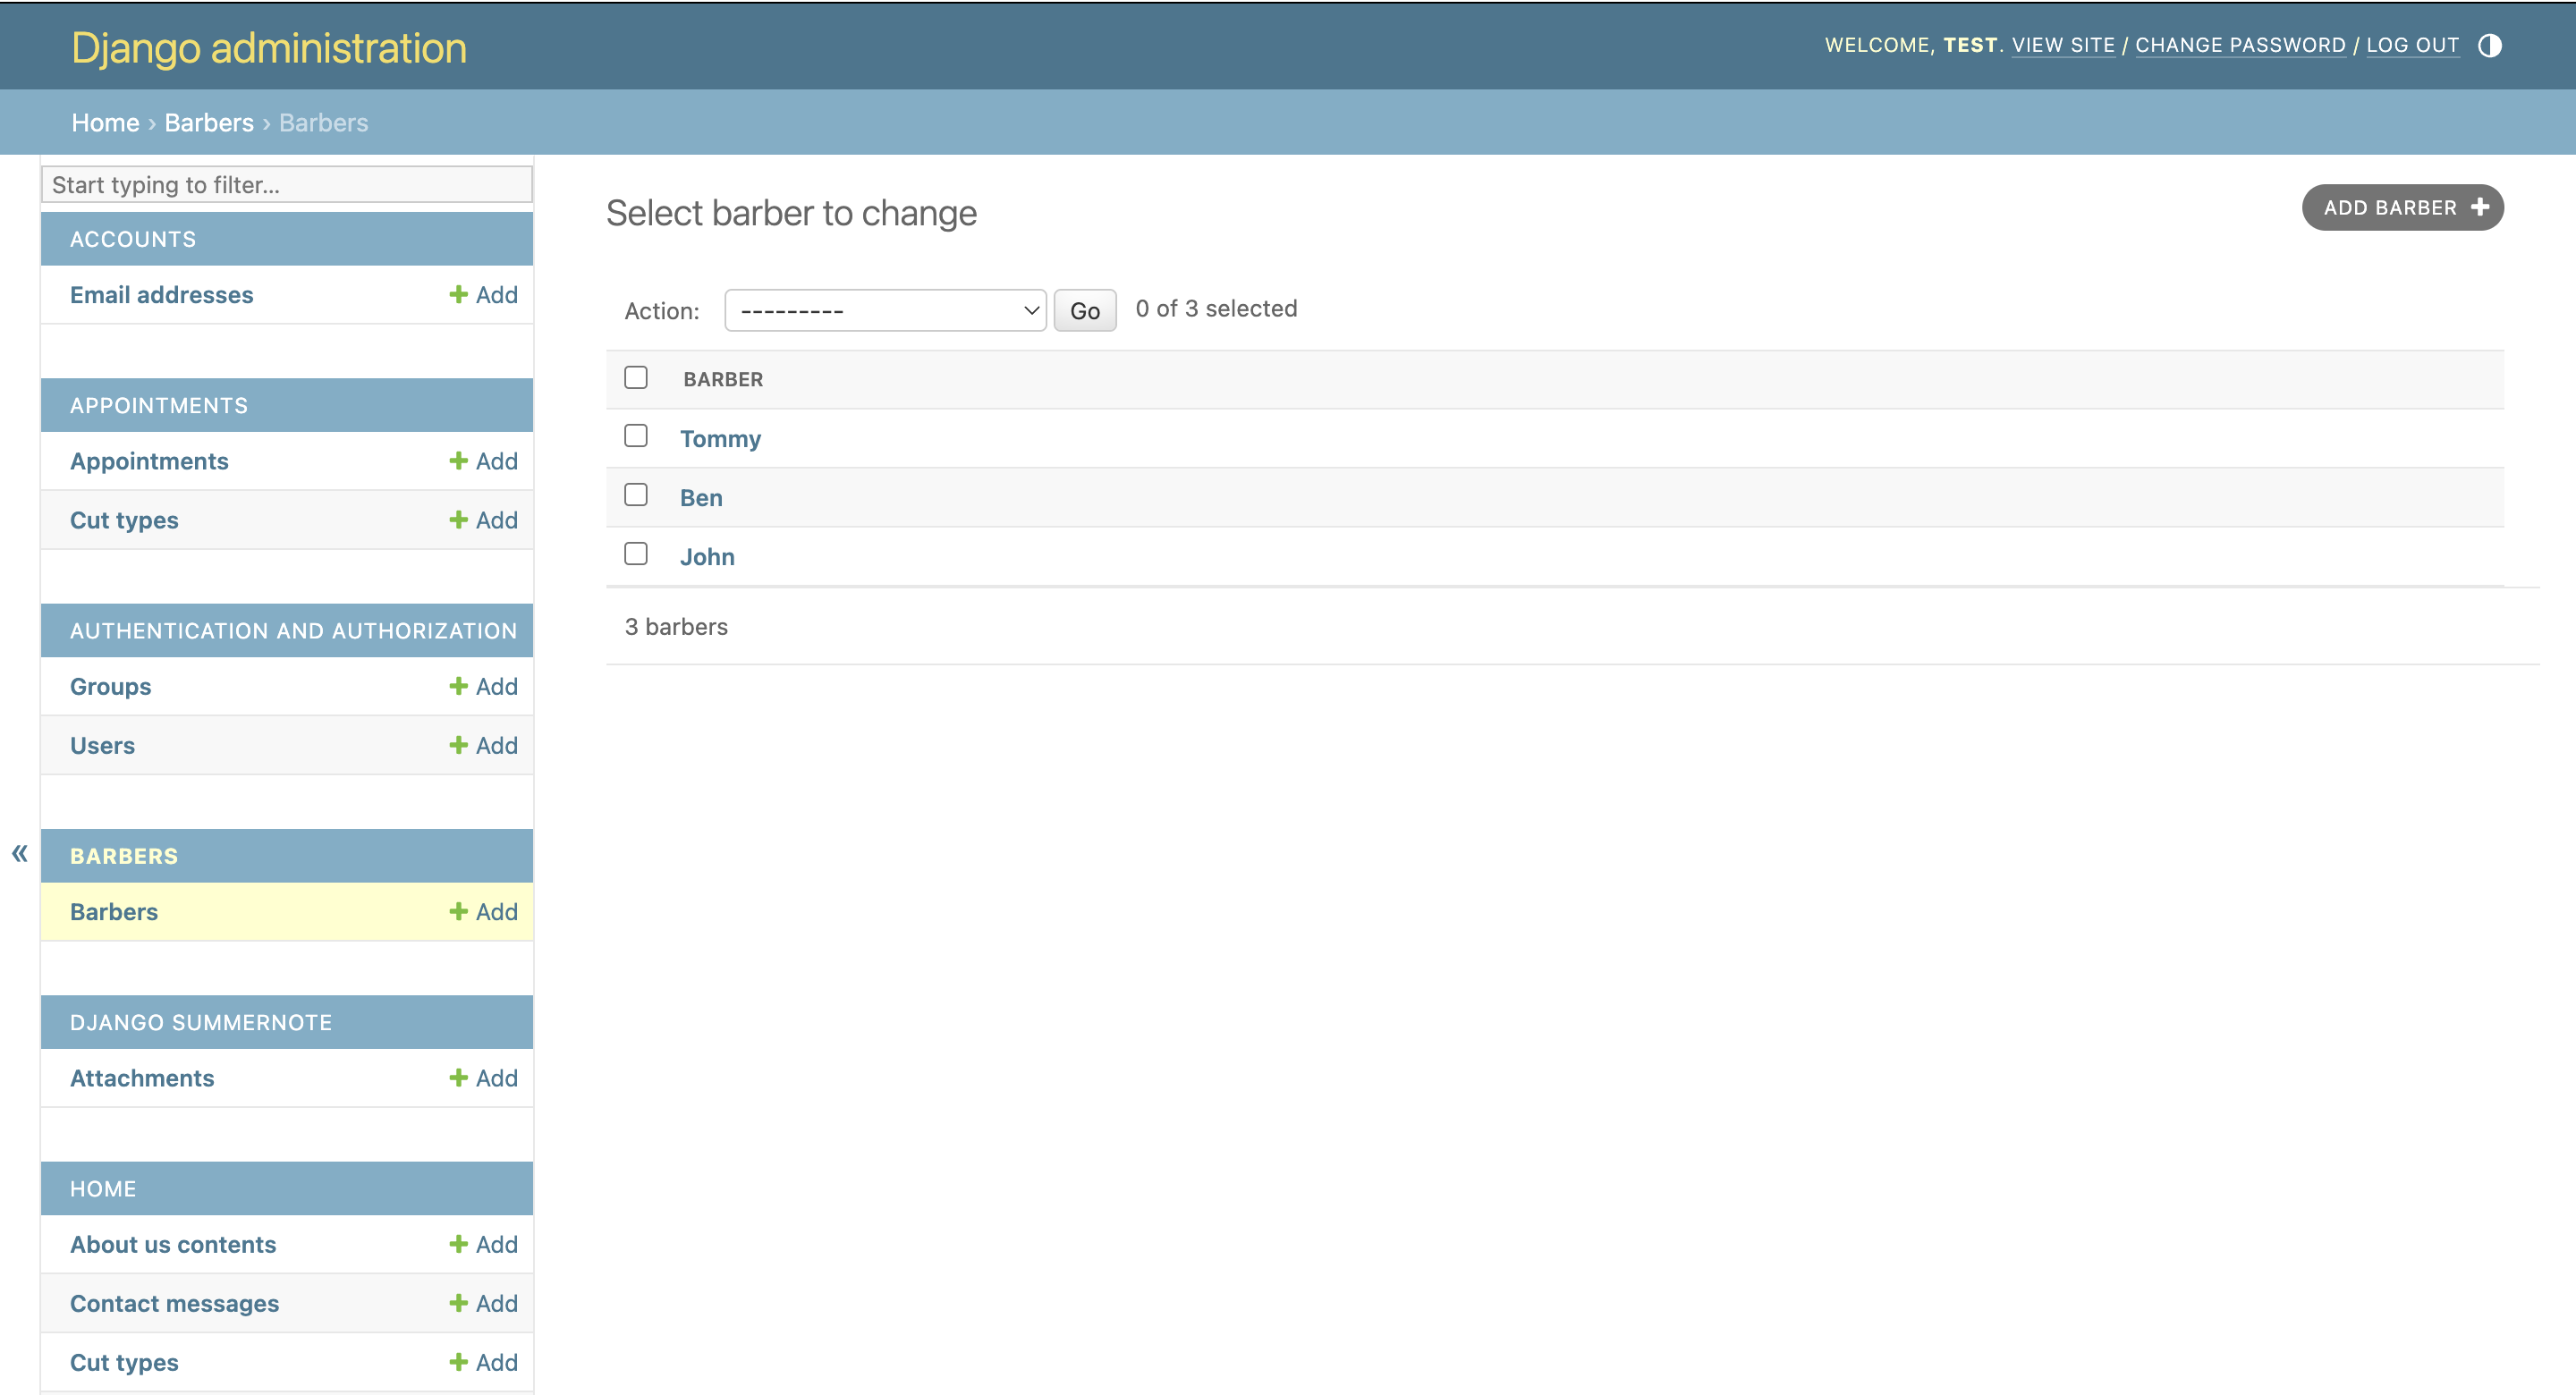 Django administration
WELCOME, TEST. VIEW SITE / CHANGE PASSWORD / LOG OUT
Home › Barbers › Barbers
Start typing to filter...
ACCOUNTS
Email addresses + Add
APPOINTMENTS
Appointments + Add
Cut types + Add
AUTHENTICATION AND AUTHORIZATION
Groups + Add
Users + Add
«
BARBERS
Barbers + Add
DJANGO SUMMERNOTE
Attachments + Add
HOME
About us contents + Add
Contact messages + Add
Cut types + Add
Select barber to change
ADD BARBER +
Action: --------- Go 0 of 3 selected
BARBER
Tommy
Ben
John
3 barbers